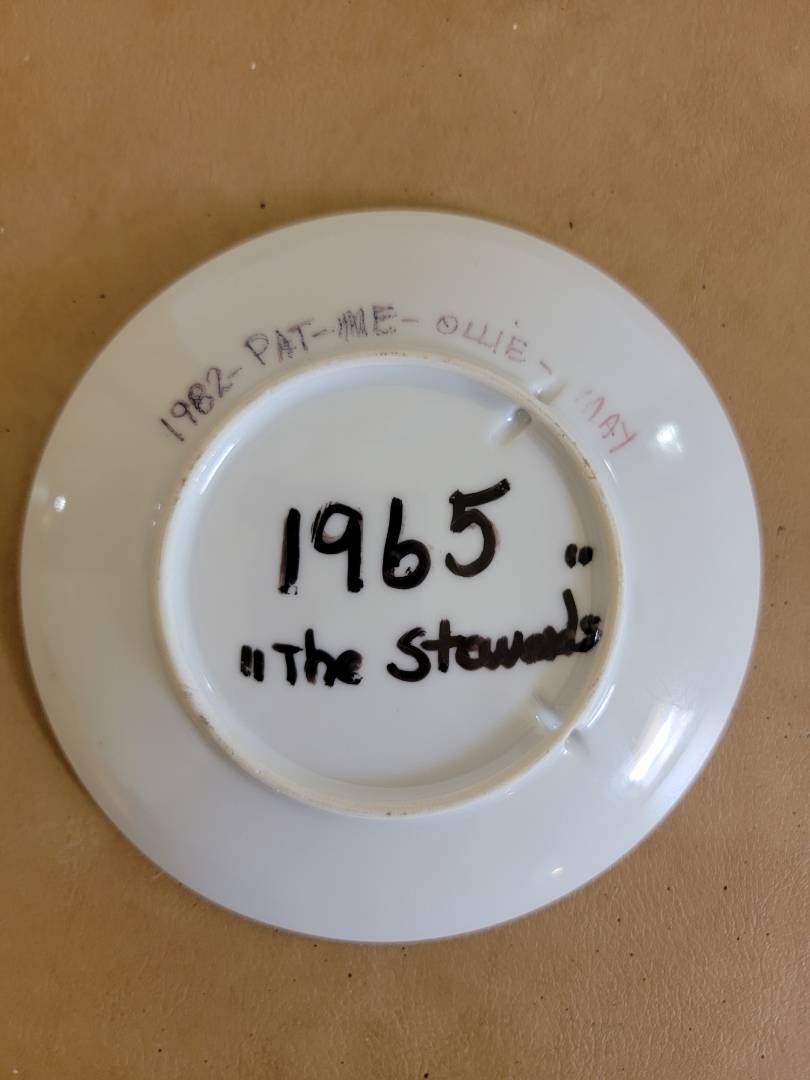 1982- PAT- ME- OLLIE- MAY
1965
"The Stewards"